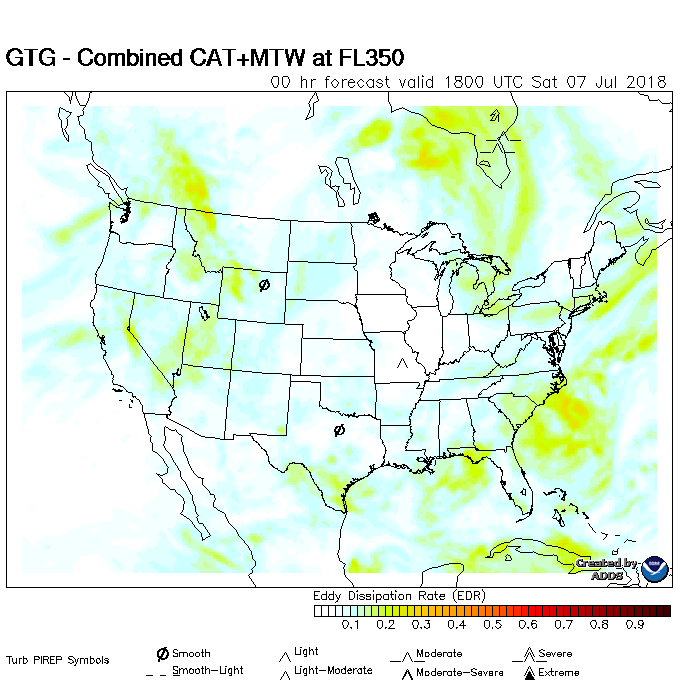 GTG - Combined CAT+MTW at FL350
00 hr forecast valid 1800 UTC Sat 07 Jul 2018
Created by
ADDS
Eddy Dissipation Rate (EDR)
0.1 0.2 0.3 0.4 0.5 0.6 0.7 0.8 0.9
Turb PIREP Symbols
Smooth Light Moderate Severe
Smooth-Light Light-Moderate Moderate-Severe Extreme